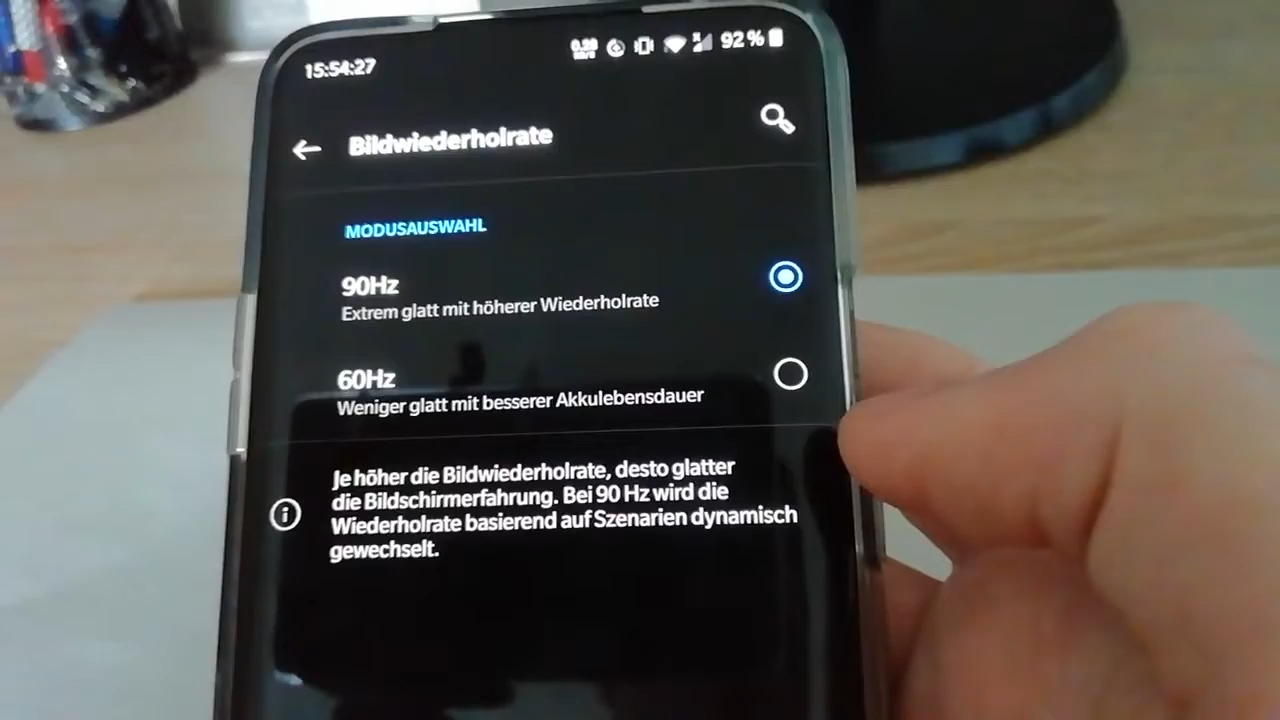 15:54:27
92%
Bildwiederholrate
MODUSAUSWAHL
90Hz
Extrem glatt mit höherer Wiederholrate
60Hz
Weniger glatt mit besserer Akkulebensdauer
Je höher die Bildwiederholrate, desto glatter
die Bildschirmerfahrung. Bei 90 Hz wird die
Wiederholrate basierend auf Szenarien dynamisch
gewechselt.